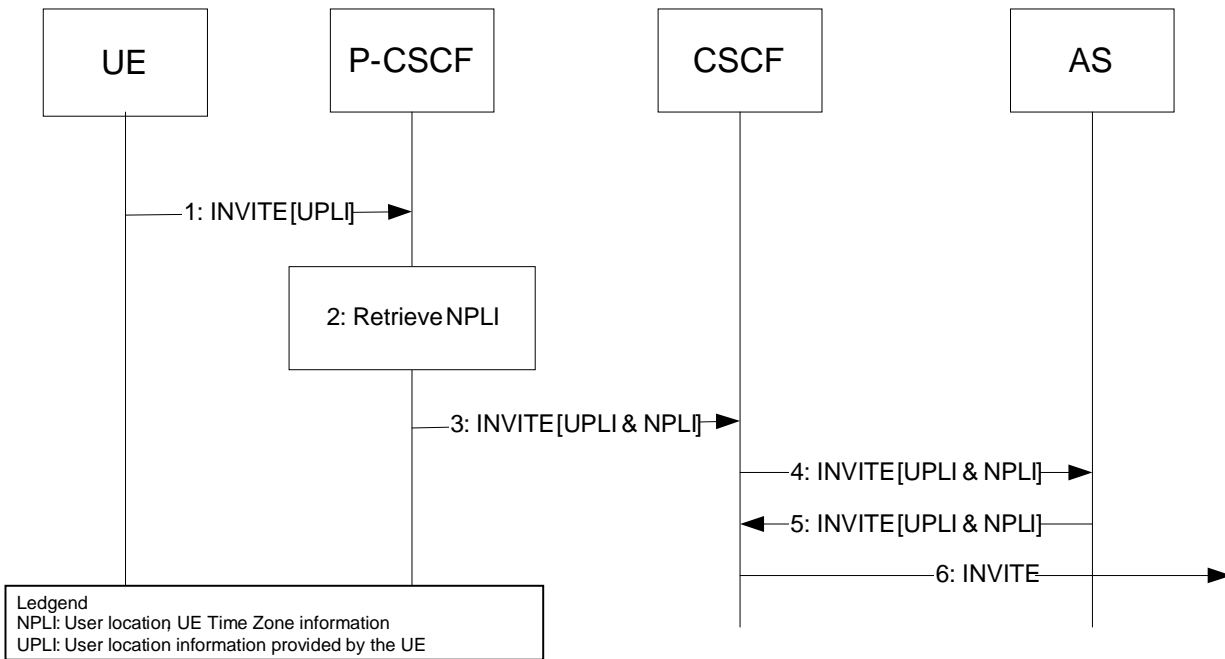 UE
P-CSCF
CSCF
AS
1: INVITE [UPLI]
2: Retrieve NPLI
3: INVITE [UPLI & NPLI]
4: INVITE [UPLI & NPLI]
5: INVITE [UPLI & NPLI]
6: INVITE
Ledgend
NPLI: User location, UE Time Zone information
UPLI: User location information provided by the UE